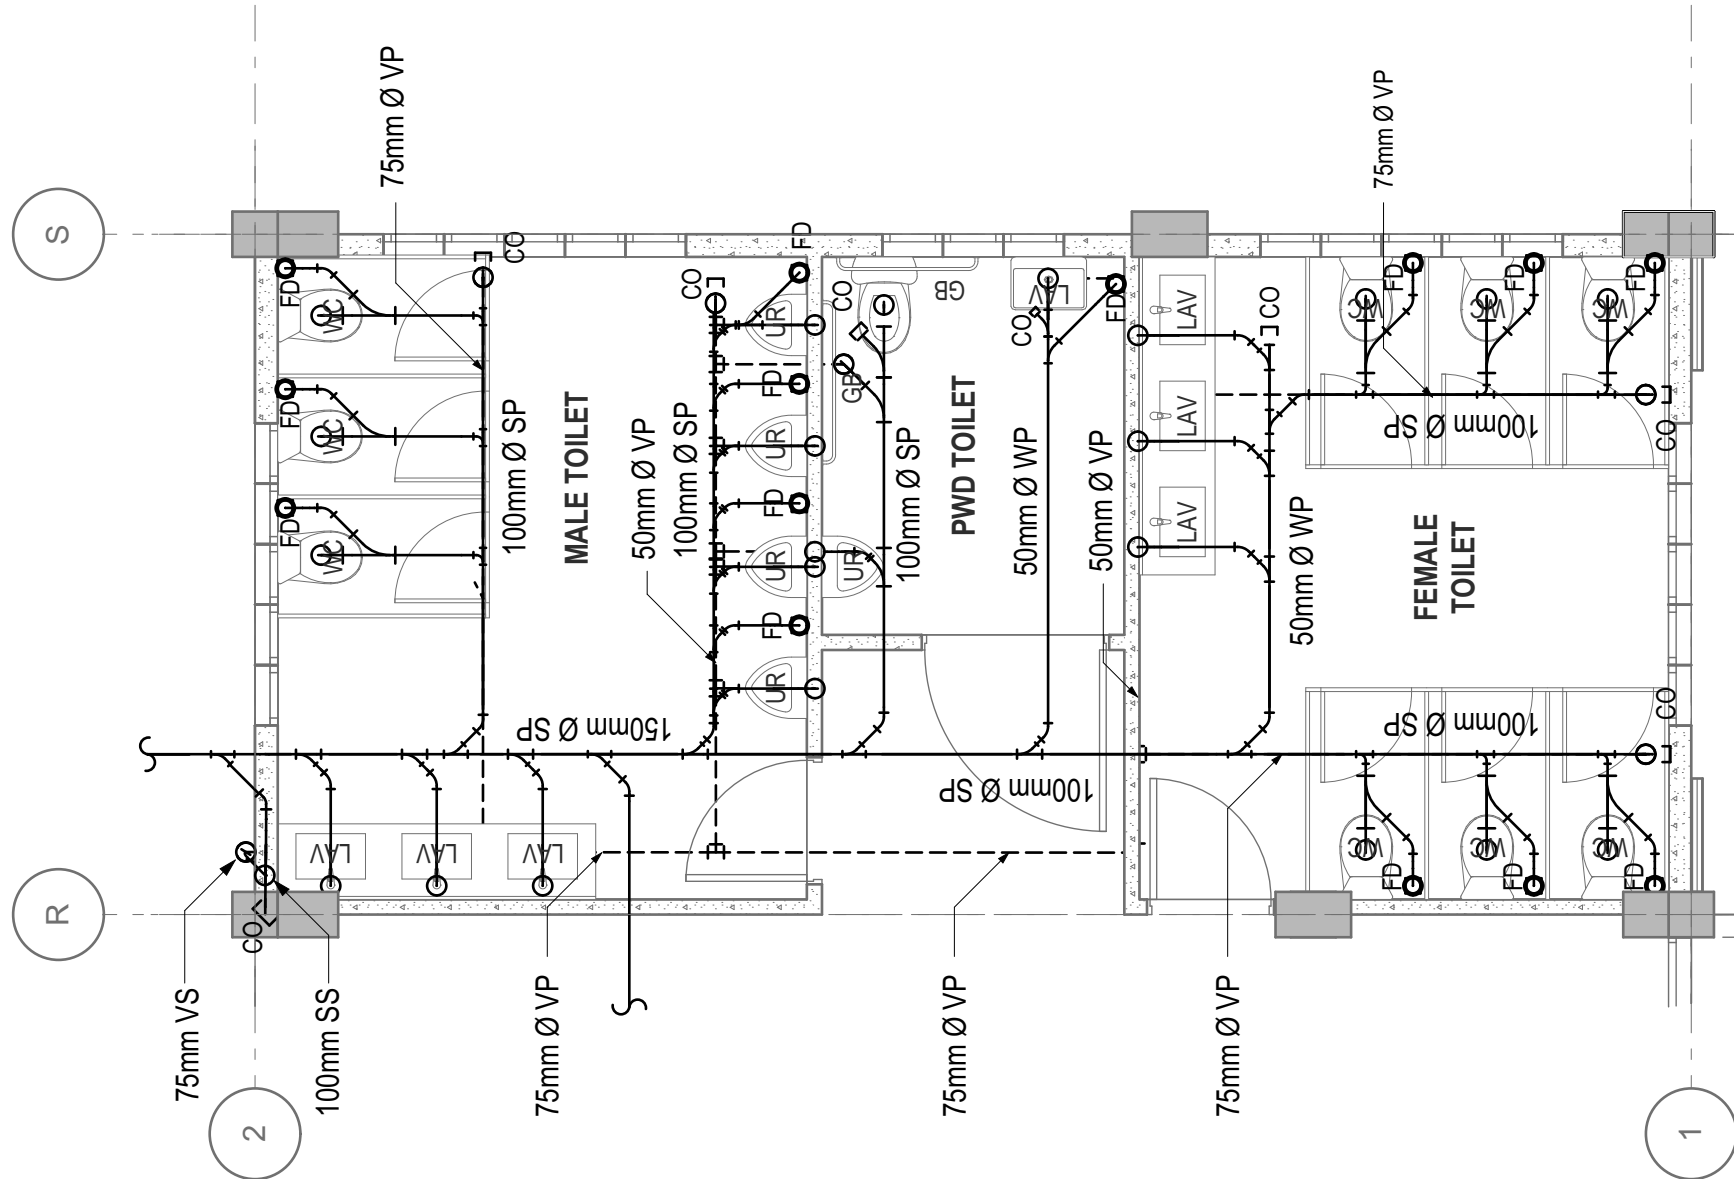 S
R
2
1
75mm Ø VP
75mm Ø VP
CO
CO
FD
FD
FD
FD
WC
WC
WC
100mm Ø SP
MALE TOILET
50mm Ø VP
100mm Ø SP
UR
UR
UR
UR
UR
FD
FD
FD
CO
GB
GB
100mm Ø SP
PWD TOILET
LAV
CO
FD
50mm Ø WP
50mm Ø VP
LAV
LAV
LAV
CO
50mm Ø WP
FEMALE
TOILET
WC
WC
WC
FD
FD
FD
100mm Ø SP
CO
150mm Ø SP
100mm Ø SP
100mm Ø SP
CO
LAV
LAV
LAV
WC
WC
WC
FD
FD
FD
CO
75mm VS
100mm SS
75mm Ø VP
75mm Ø VP
75mm Ø VP